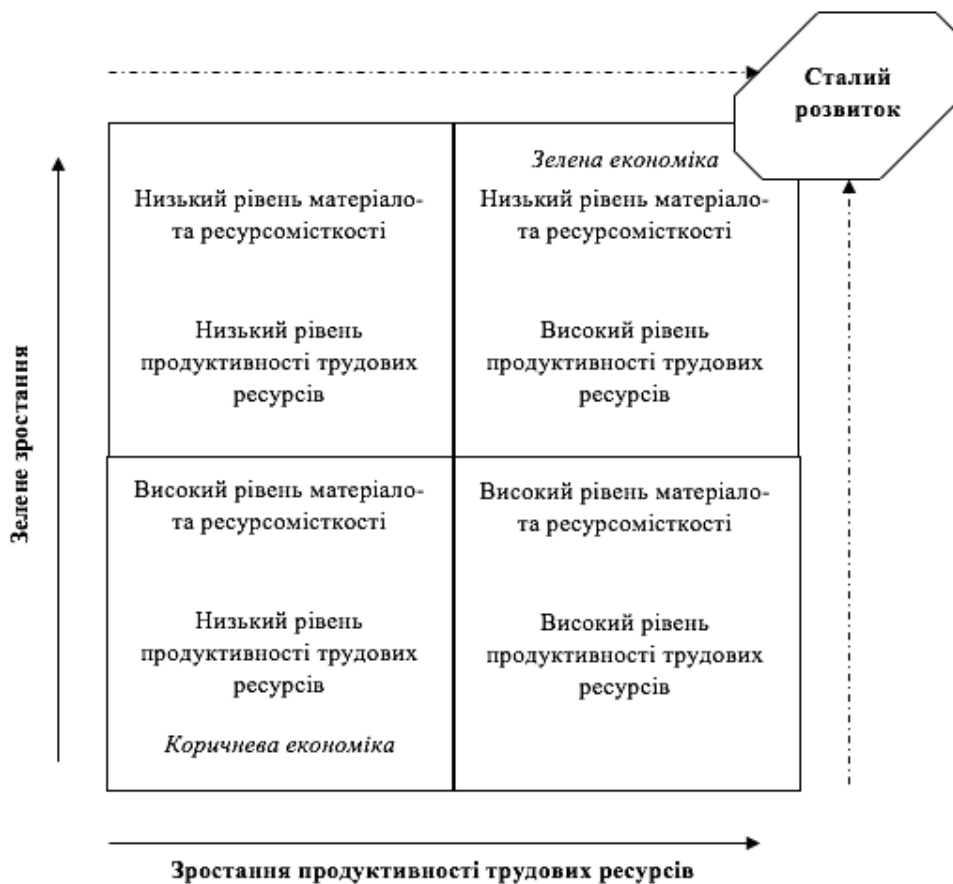 Сталий
розвиток
Зелена економіка
Низький рівень матеріало-
та ресурсомісткості
Низький рівень матеріало-
та ресурсомісткості
Низький рівень
продуктивності трудових
ресурсів
Високий рівень
продуктивності трудових
ресурсів
Зелене зростання
Високий рівень матеріало-
та ресурсомісткості
Високий рівень матеріало-
та ресурсомісткості
Низький рівень
продуктивності трудових
ресурсів
Високий рівень
продуктивності трудових
ресурсів
Коричнева економіка
Зростання продуктивності трудових ресурсів